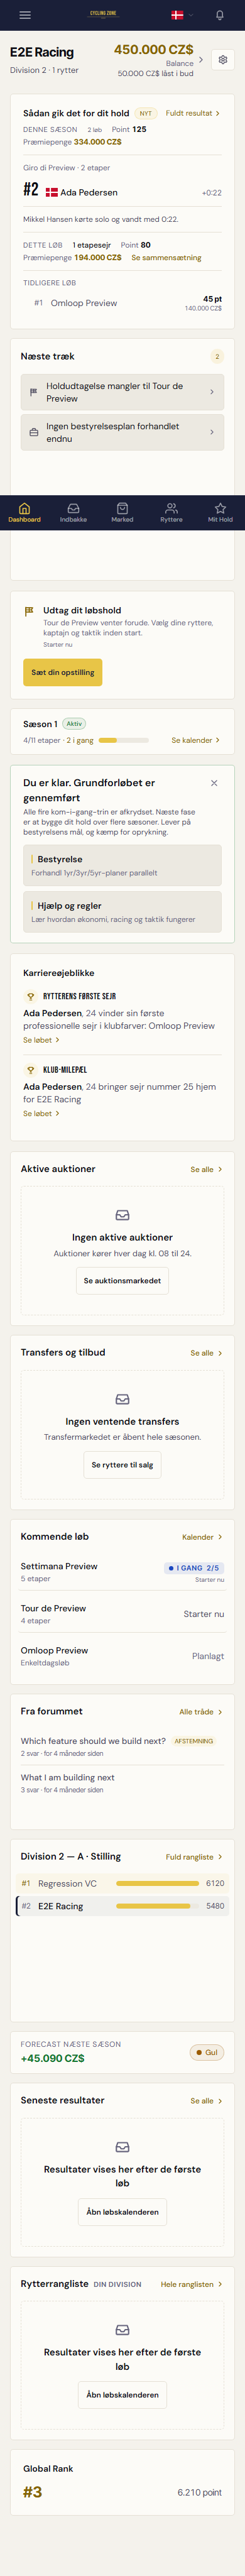 CYCLING ZONE
E2E Racing
Division 2 · 1 rytter
450.000 CZ$
Balance
50.000 CZ$ låst i bud
Sådan gik det for dit hold NYT Fuldt resultat
DENNE SÆSON 2 løb Point 125
Præmiepenge 334.000 CZ$
Giro di Preview · 2 etaper
#2 Ada Pedersen +0:22
Mikkel Hansen kørte solo og vandt med 0:22.
DETTE LØB 1 etapesejr Point 80
Præmiepenge 194.000 CZ$ Se sammensætning
TIDLIGERE LØB
#1 Omloop Preview 45 pt
140.000 CZ$
Næste træk 2
Holdudtagelse mangler til Tour de
Preview
Ingen bestyrelsesplan forhandlet
endnu
Dashboard Indbakke Marked Ryttere Mit Hold
Udtag dit løbshold
Tour de Preview venter forude. Vælg dine ryttere,
kaptajn og taktik inden start.
Starter nu
Sæt din opstilling
Sæson 1 Aktiv
4/11 etaper · 2 i gang Se kalender
Du er klar. Grundforløbet er
gennemført
Alle fire kom-i-gang-trin er afkrydset. Næste fase
er at bygge dit hold over flere sæsoner. Lever på
bestyrelsens mål, og kæmp for oprykning.
Bestyrelse
Forhandl 1yr/3yr/5yr-planer parallelt
Hjælp og regler
Lær hvordan økonomi, racing og taktik fungerer
Karriereøjeblikke
RYTTERENS FØRSTE SEJR
Ada Pedersen, 24 vinder sin første
professionelle sejr i klubfarver: Omloop Preview
Se løbet
KLUB-MILEPÆL
Ada Pedersen, 24 bringer sejr nummer 25 hjem
for E2E Racing
Se løbet
Aktive auktioner Se alle
Ingen aktive auktioner
Auktioner kører hver dag kl. 08 til 24.
Se auktionsmarkedet
Transfers og tilbud Se alle
Ingen ventende transfers
Transfermarkedet er åbent hele sæsonen.
Se ryttere til salg
Kommende løb Kalender
Settimana Preview I GANG 2/5
5 etaper Starter nu
Tour de Preview Starter nu
4 etaper
Omloop Preview Planlagt
Enkeltdagsløb
Fra forummet Alle tråde
Which feature should we build next? AFSTEMNING
2 svar · for 4 måneder siden
What I am building next
3 svar · for 4 måneder siden
Division 2 — A · Stilling Fuld rangliste
#1 Regression VC 6120
#2 E2E Racing 5480
FORECAST NÆSTE SÆSON
+45.090 CZ$ Gul
Seneste resultater Se alle
Resultater vises her efter de første
løb
Åbn løbskalenderen
Rytterrangliste DIN DIVISION Hele ranglisten
Resultater vises her efter de første
løb
Åbn løbskalenderen
Global Rank
#3 6.210 point